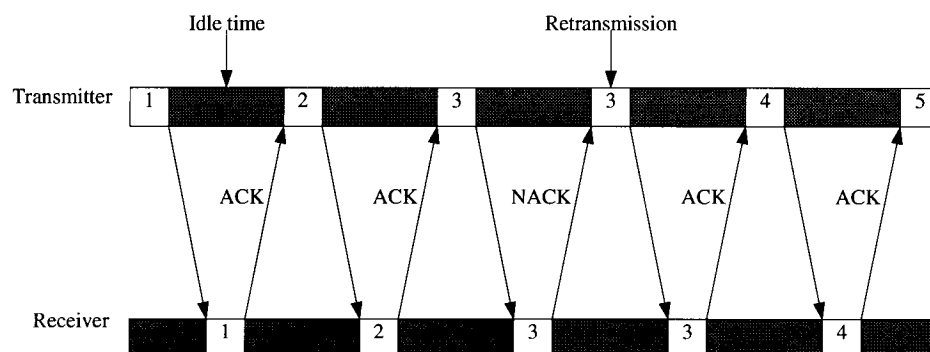 Idle time
Retransmission
Transmitter
1
2
3
3
4
5
ACK
ACK
NACK
ACK
ACK
Receiver
1
2
3
3
4